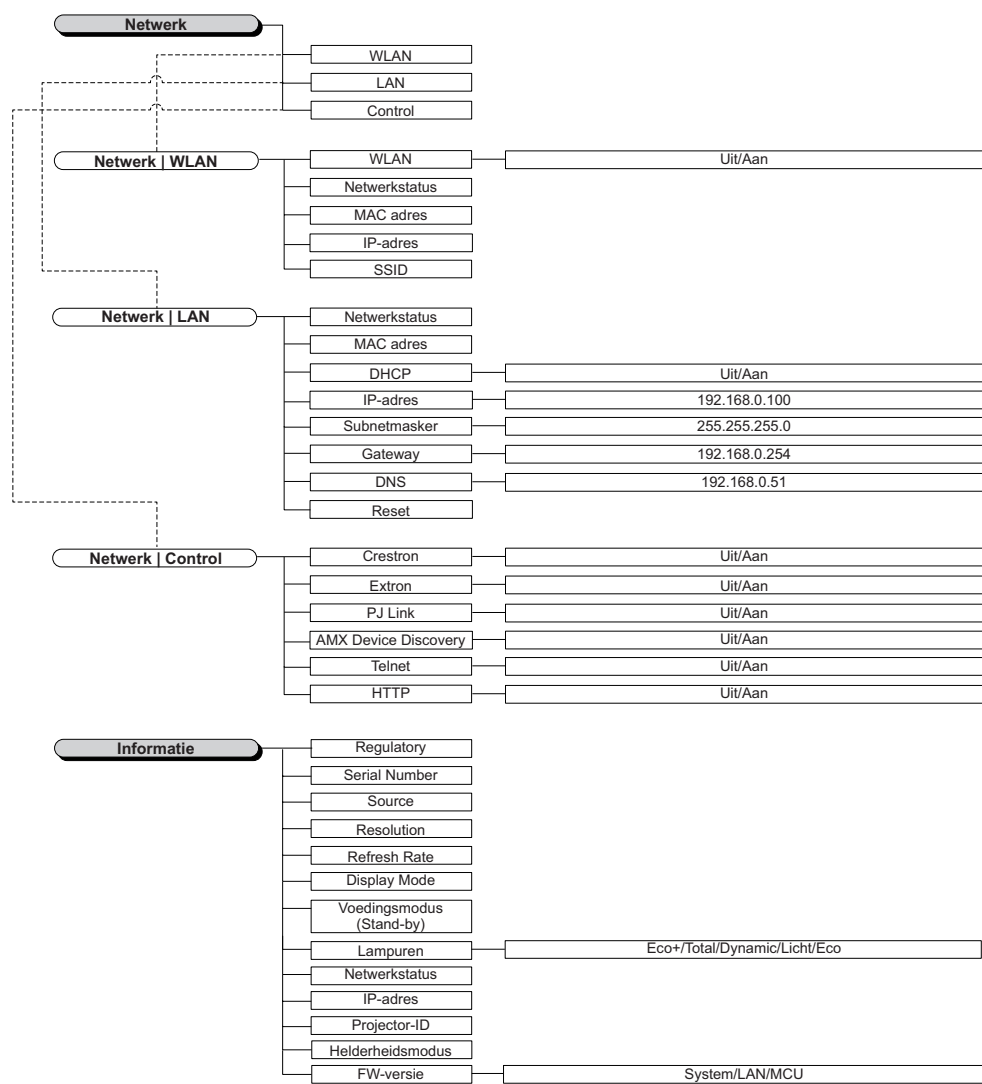 Netwerk
WLAN
LAN
Control
Netwerk | WLAN
WLAN
Uit/Aan
Netwerkstatus
MAC adres
IP-adres
SSID
Netwerk | LAN
Netwerkstatus
MAC adres
DHCP
Uit/Aan
IP-adres
192.168.0.100
Subnetmasker
255.255.255.0
Gateway
192.168.0.254
DNS
192.168.0.51
Reset
Netwerk | Control
Crestron
Uit/Aan
Extron
Uit/Aan
PJ Link
Uit/Aan
AMX Device Discovery
Uit/Aan
Telnet
Uit/Aan
HTTP
Uit/Aan
Informatie
Regulatory
Serial Number
Source
Resolution
Refresh Rate
Display Mode
Voedingsmodus
(Stand-by)
Lampuren
Eco+/Total/Dynamic/Licht/Eco
Netwerkstatus
IP-adres
Projector-ID
Helderheidsmodus
FW-versie
System/LAN/MCU